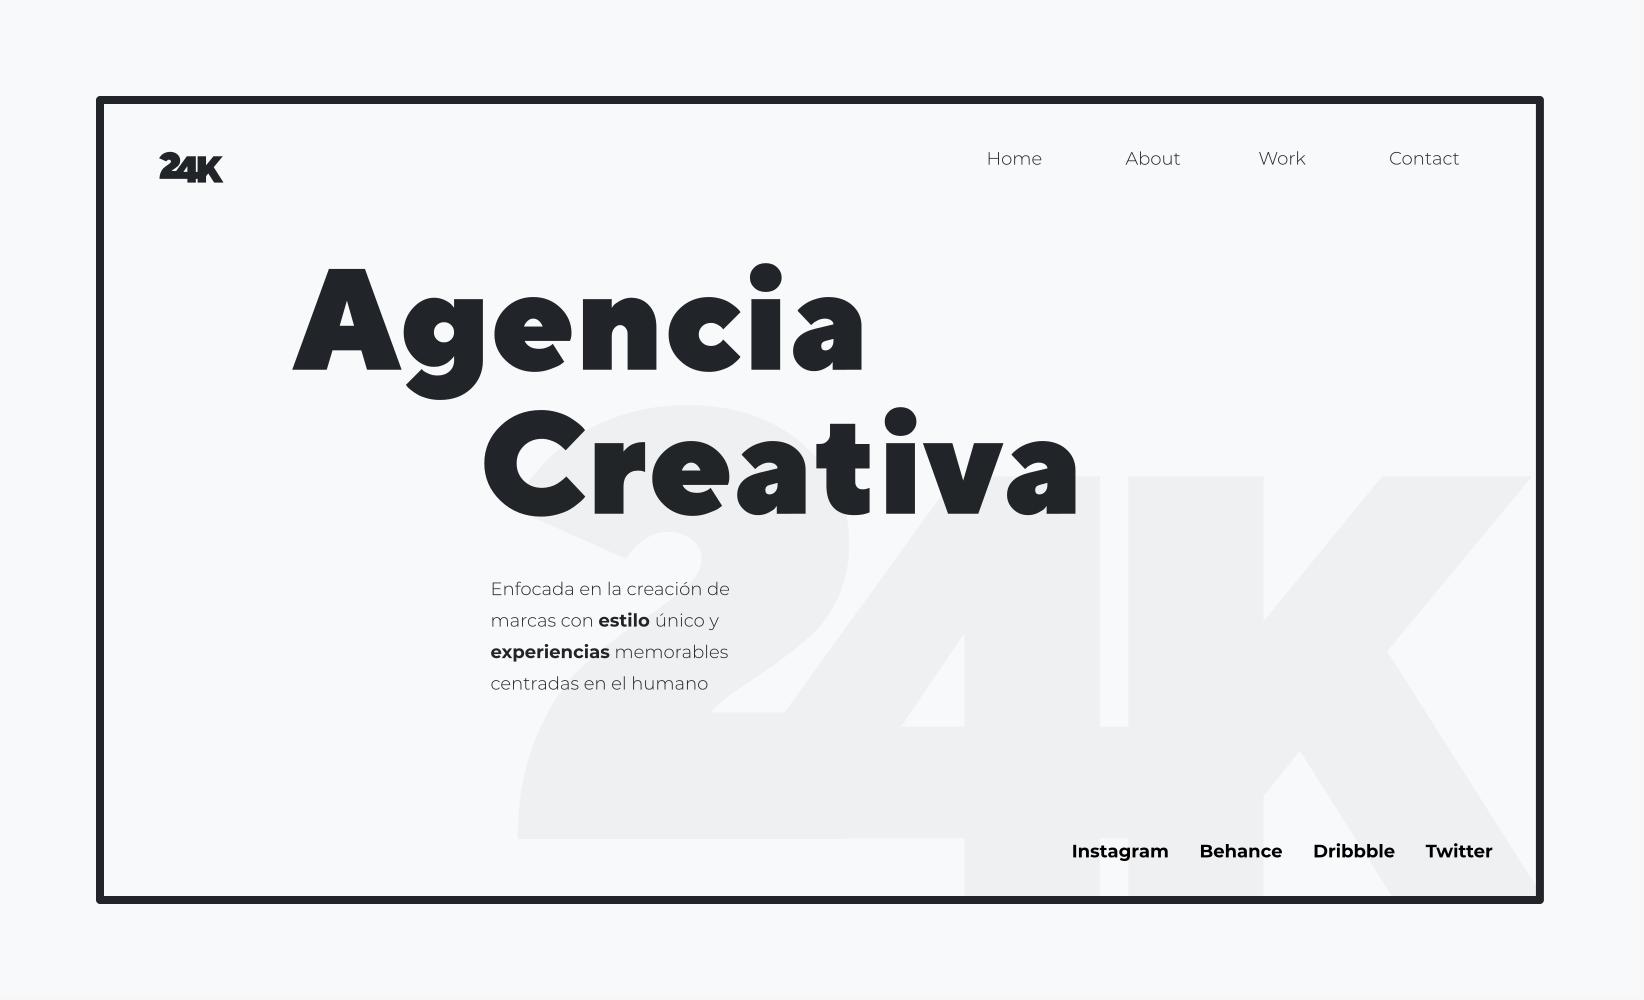 24K
Home About Work Contact
Agencia
Creativa
24K
Enfocada en la creación de
marcas con estilo único y
experiencias memorables
centradas en el humano
Instagram Behance Dribbble Twitter